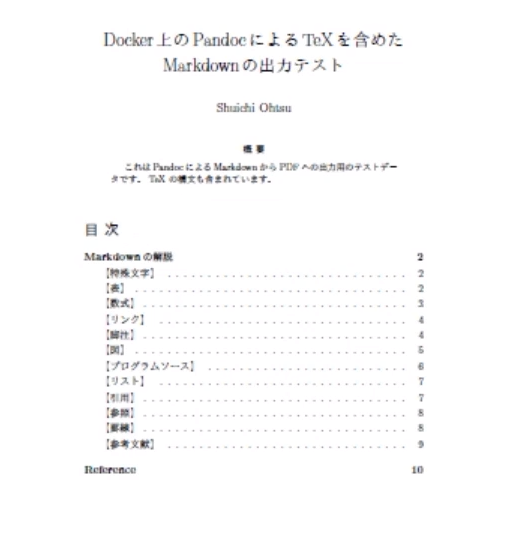 Docker 上の Pandoc による TeX を含めた
Markdown の出力テスト
Shuichi Ohtsu
概 要
これは Pandoc による Markdown から PDF への出力用のテストデー
タです。 TeX の構文も含まれています。
目 次
Markdown の解説 2
【特殊文字】 . . . . . . . . . . . . . . . . . . . . . . . . . . . 2
【表】 . . . . . . . . . . . . . . . . . . . . . . . . . . . . . . 2
【数式】 . . . . . . . . . . . . . . . . . . . . . . . . . . . . . 3
【リンク】 . . . . . . . . . . . . . . . . . . . . . . . . . . . . 4
【脚注】 . . . . . . . . . . . . . . . . . . . . . . . . . . . . . 4
【図】 . . . . . . . . . . . . . . . . . . . . . . . . . . . . . . 5
【プログラムソース】 . . . . . . . . . . . . . . . . . . . . . . 6
【リスト】 . . . . . . . . . . . . . . . . . . . . . . . . . . . . 7
【引用】 . . . . . . . . . . . . . . . . . . . . . . . . . . . . . 7
【参照】 . . . . . . . . . . . . . . . . . . . . . . . . . . . . . 8
【罫線】 . . . . . . . . . . . . . . . . . . . . . . . . . . . . . 8
【参考文献】 . . . . . . . . . . . . . . . . . . . . . . . . . . . 9
Reference 10